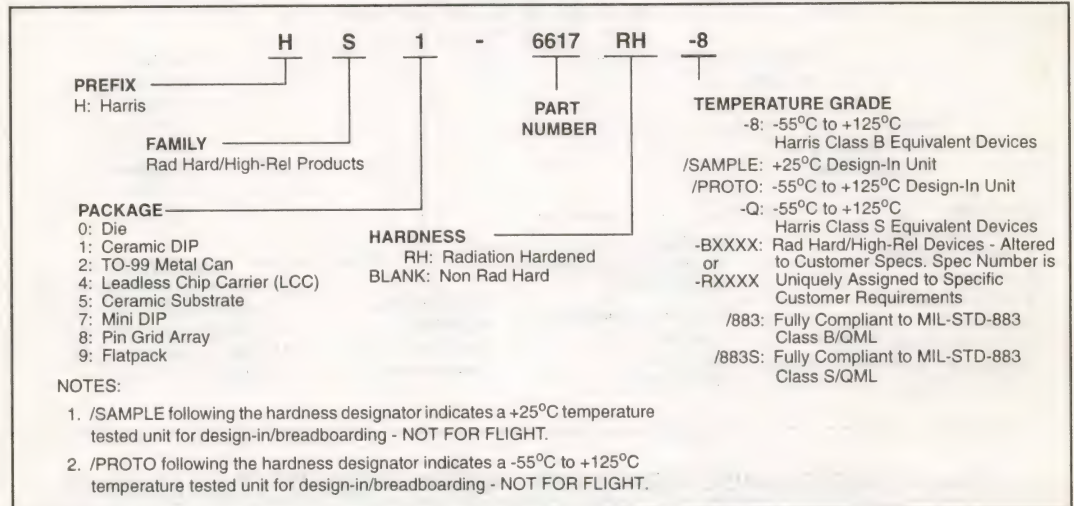 H S 1 - 6617 RH -8
PREFIX
H: Harris
FAMILY
Rad Hard/High-Rel Products
PACKAGE
0: Die
1: Ceramic DIP
2: TO-99 Metal Can
4: Leadless Chip Carrier (LCC)
5: Ceramic Substrate
7: Mini DIP
8: Pin Grid Array
9: Flatpack
HARDNESS
RH: Radiation Hardened
BLANK: Non Rad Hard
PART
NUMBER
TEMPERATURE GRADE
-8: -55°C to +125°C
Harris Class B Equivalent Devices
/SAMPLE: +25°C Design-In Unit
/PROTO: -55°C to +125°C Design-In Unit
-Q: -55°C to +125°C
Harris Class S Equivalent Devices
-BXXXX: Rad Hard/High-Rel Devices - Altered
or to Customer Specs. Spec Number is
-RXXXX Uniquely Assigned to Specific
Customer Requirements
/883: Fully Compliant to MIL-STD-883
Class B/QML
/883S: Fully Compliant to MIL-STD-883
Class S/QML
NOTES:
1. /SAMPLE following the hardness designator indicates a +25°C temperature
tested unit for design-in/breadboarding - NOT FOR FLIGHT.
2. /PROTO following the hardness designator indicates a -55°C to +125°C
temperature tested unit for design-in/breadboarding - NOT FOR FLIGHT.